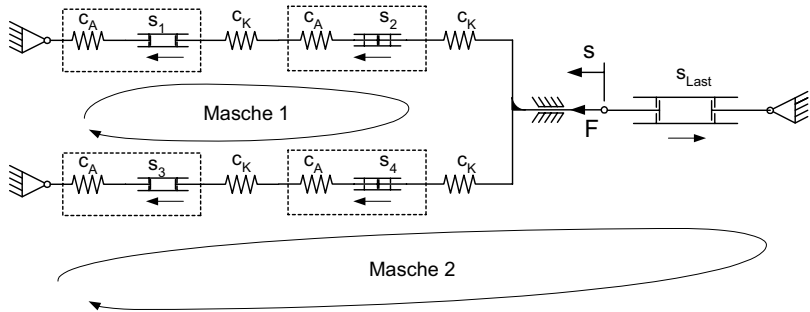 c_A s_1 c_K c_A s_2 c_K
s s_Last
Masche 1
F
c_A s_3 c_K c_A s_4 c_K
Masche 2